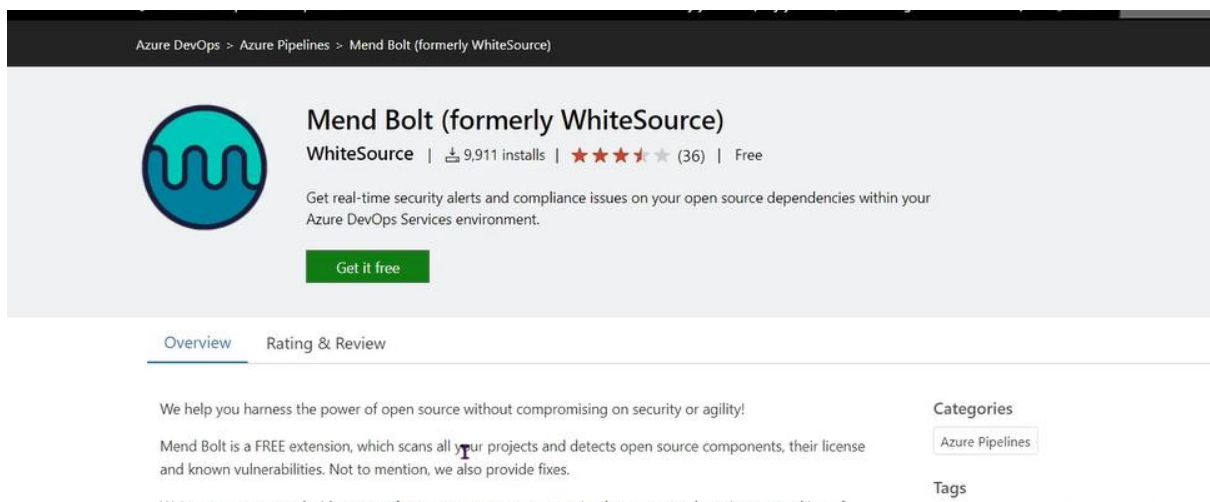 Azure DevOps > Azure Pipelines > Mend Bolt (formerly WhiteSource)
Mend Bolt (formerly WhiteSource)
WhiteSource | 9,911 installs | (36) | Free
Get real-time security alerts and compliance issues on your open source dependencies within your
Azure DevOps Services environment.
Get it free
Overview Rating & Review
We help you harness the power of open source without compromising on security or agility!
Categories
Mend Bolt is a FREE extension, which scans all your projects and detects open source components, their license
and known vulnerabilities. Not to mention, we also provide fixes.
Azure Pipelines
Tags